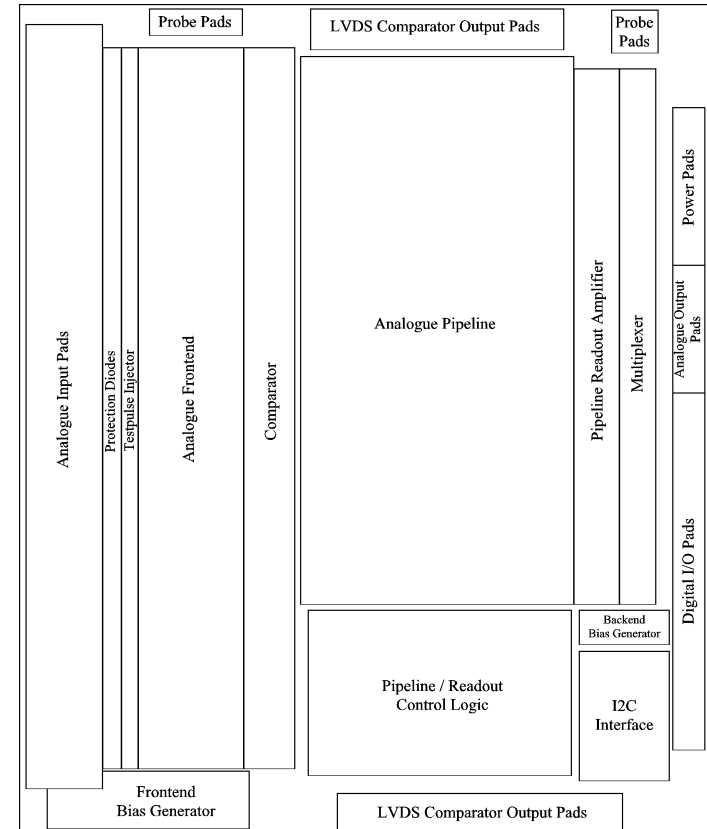 Probe Pads
LVDS Comparator Output Pads
Probe
Pads
Analogue Input Pads
Protection Diodes
Testpulse Injector
Analogue Frontend
Comparator
Analogue Pipeline
Pipeline Readout Amplifier
Multiplexer
Power Pads
Analogue Output
Pads
Digital I/O Pads
Backend
Bias Generator
Pipeline / Readout
Control Logic
I2C
Interface
Frontend
Bias Generator
LVDS Comparator Output Pads